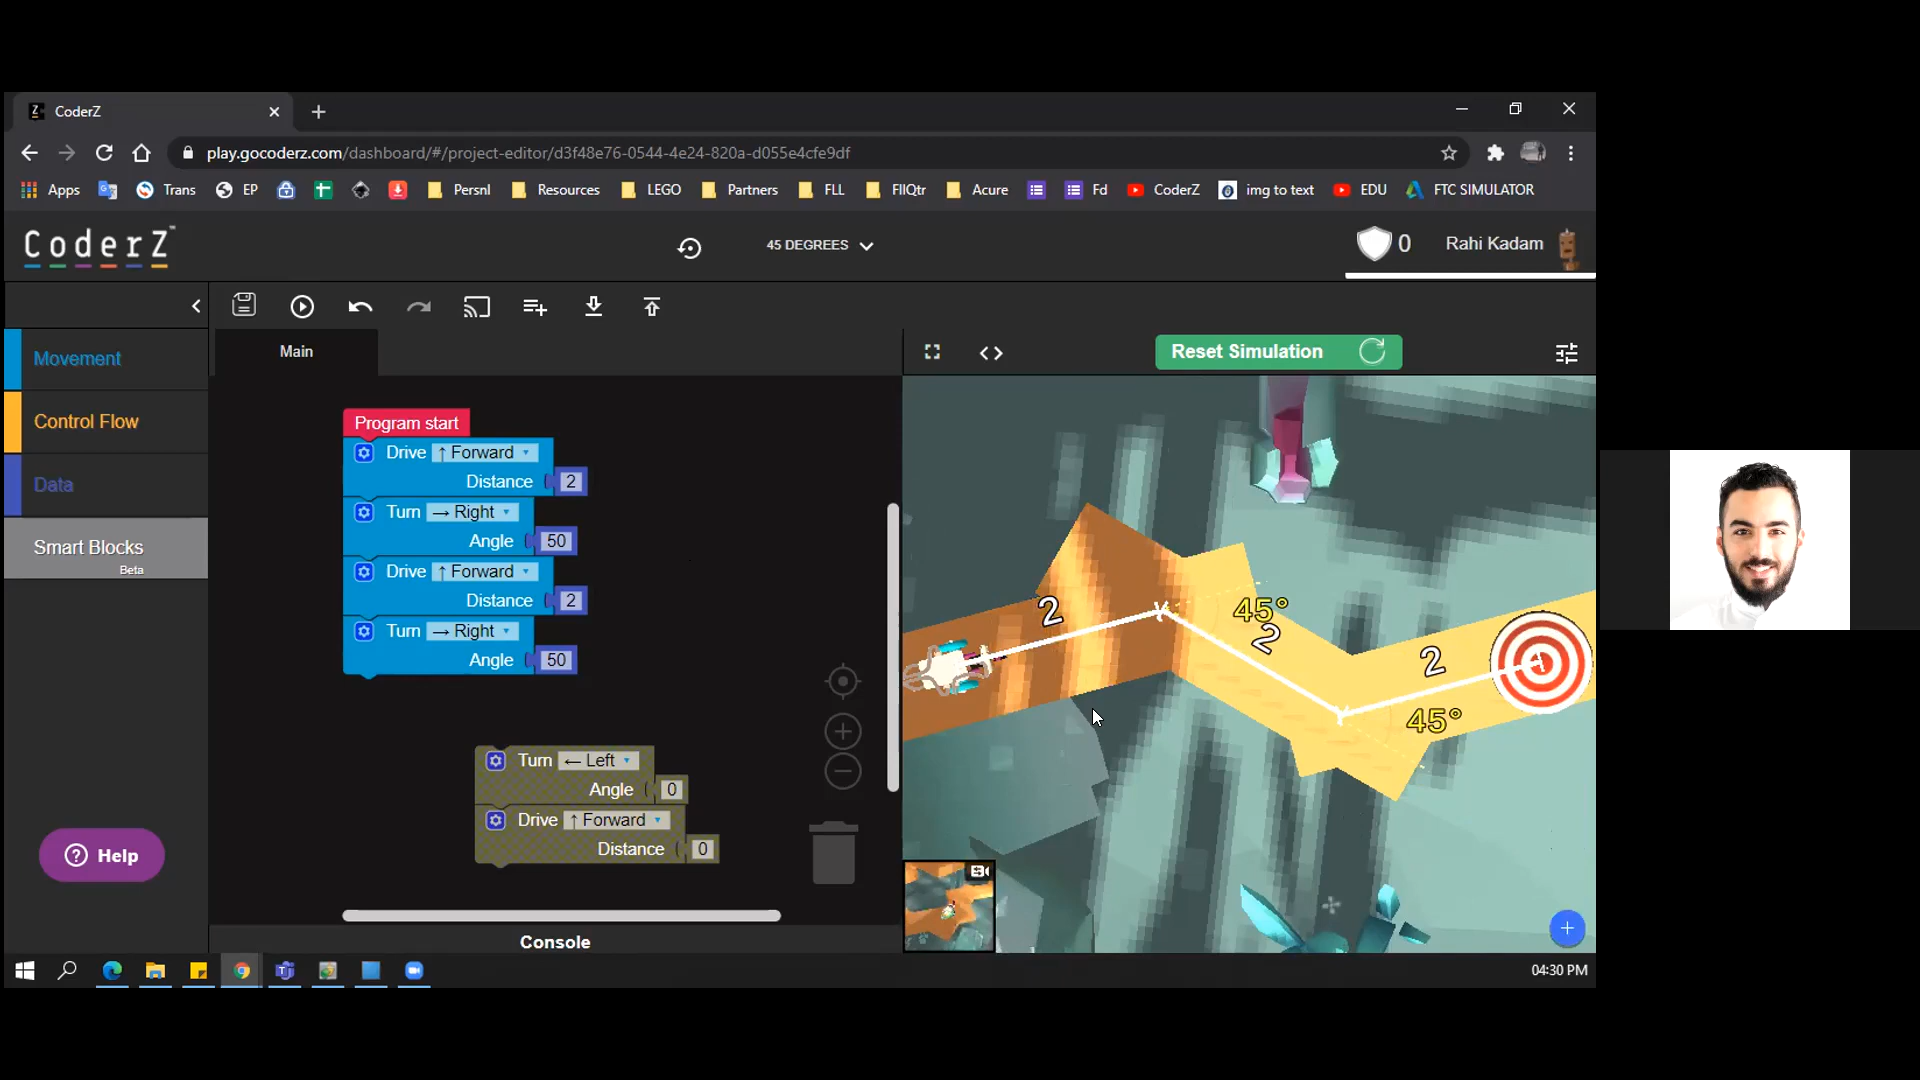 CoderZ
play.gocoderz.com/dashboard/#/project-editor/d3f48e76-0544-4e24-820a-d055e4cfe9df
Apps Trans EP Persnl Resources LEGO Partners FLL FllQtr Acure Fd CoderZ img to text EDU FTC SIMULATOR
CoderZ™
45 DEGREES
0 Rahi Kadam
Movement
Control Flow
Data
Smart Blocks
Beta
Help
Main
Program start
Drive ↑ Forward
Distance 2
Turn → Right
Angle 50
Drive ↑ Forward
Distance 2
Turn → Right
Angle 50
Turn ← Left
Angle 0
Drive ↑ Forward
Distance 0
Console
Reset Simulation
2
45°
2
2
45°
04:30 PM